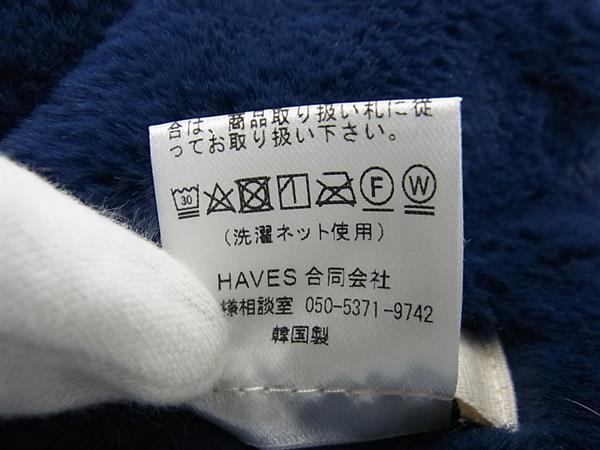 合は、商品取り扱い札に従
ってお取り扱い下さい。
30 F W
(洗濯ネット使用)
HAVES 合同会社
様相談室 050-5371-9742
韓国製